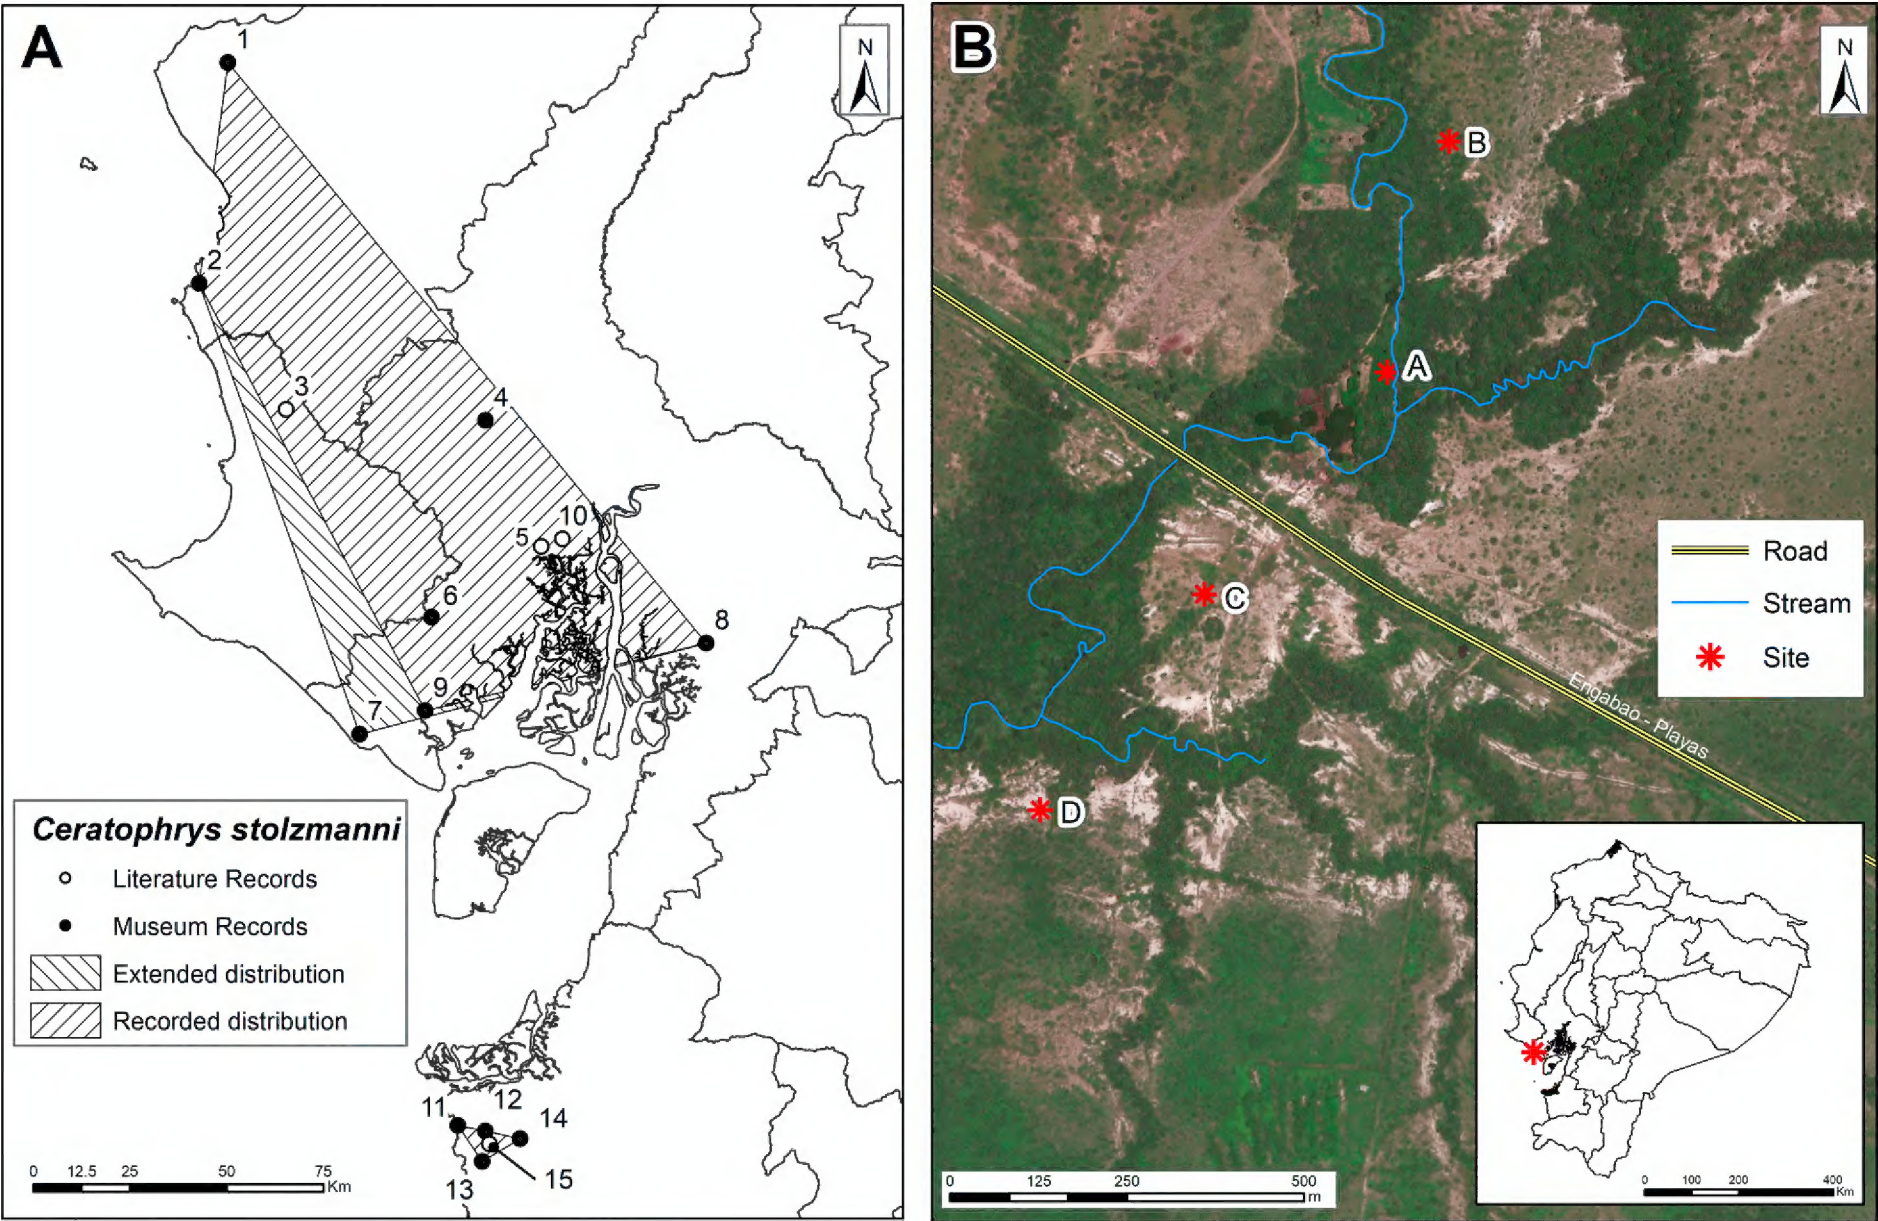 A
N
1
2
3
4
5
10
6
8
9
7
Ceratophrys stolzmanni
Literature Records
Museum Records
Extended distribution
Recorded distribution
11
12
14
15
13
0 12.5 25 50 75
Km
B
N
B
A
C
D
Road
Stream
Site
Engabao - Playas
0 125 250 500
m
0 100 200 400
Km